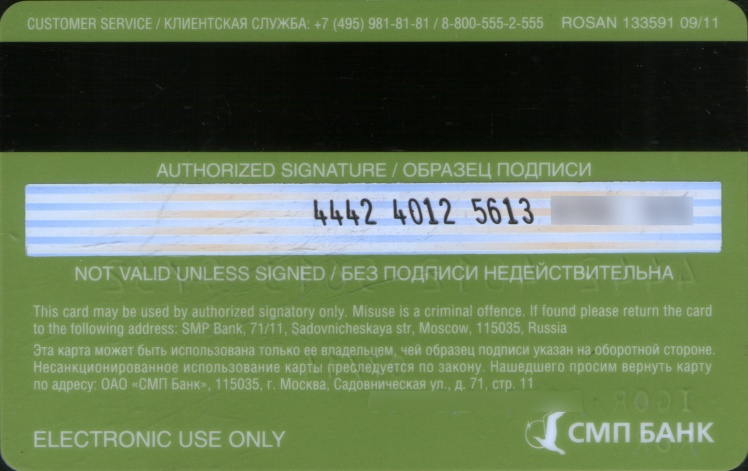 CUSTOMER SERVICE / КЛИЕНТСКАЯ СЛУЖБА: +7 (495) 981-81-81 / 8-800-555-2-555 ROSAN 133591 09/11
AUTHORIZED SIGNATURE / ОБРАЗЕЦ ПОДПИСИ
4442 4012 5613
NOT VALID UNLESS SIGNED / БЕЗ ПОДПИСИ НЕДЕЙСТВИТЕЛЬНА
This card may be used by authorized signatory only. Misuse is a criminal offence. If found please return the card
to the following address: SMP Bank, 71/11, Sadovnicheskaya str, Moscow, 115035, Russia
Эта карта может быть использована только ее владельцем, чей образец подписи указан на оборотной стороне.
Несанкционированное использование карты преследуется по закону. Нашедшего просим вернуть карту
по адресу: ОАО «СМП Банк», 115035, г. Москва, Садовническая ул., д. 71, стр. 11
ELECTRONIC USE ONLY
СМП БАНК